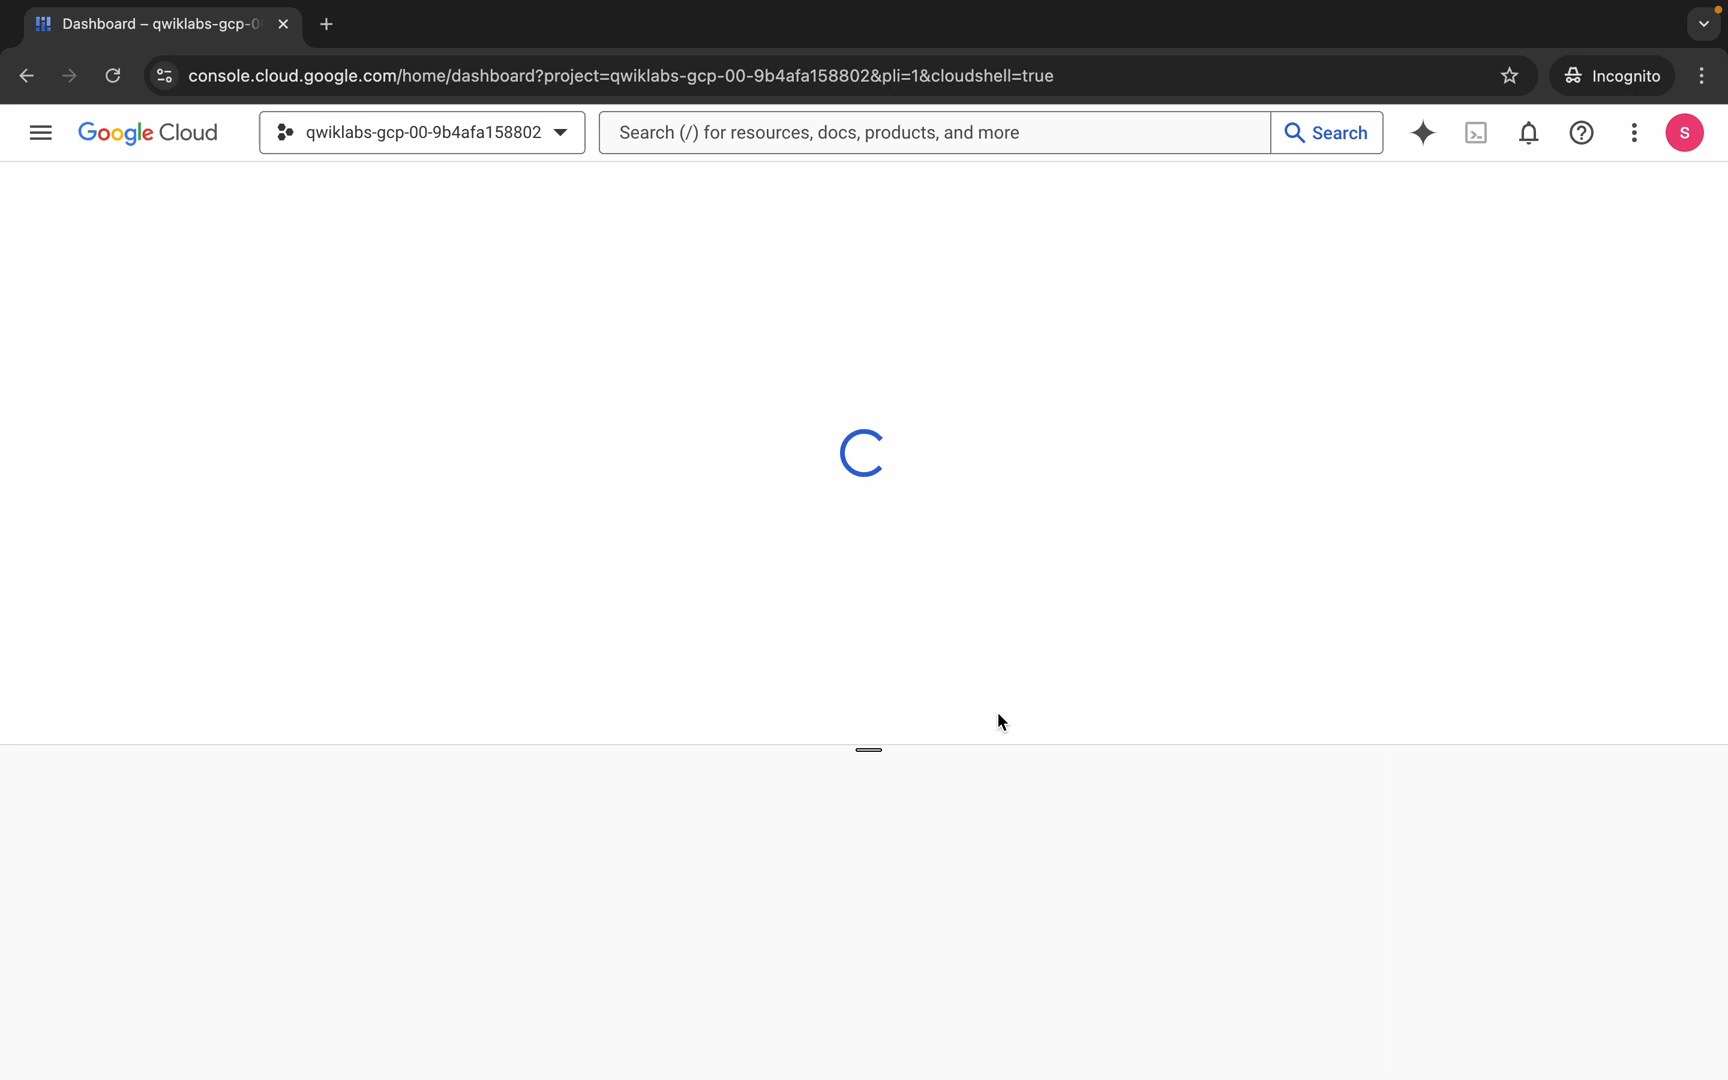 Dashboard – qwiklabs-gcp-0
console.cloud.google.com/home/dashboard?project=qwiklabs-gcp-00-9b4afa158802&pli=1&cloudshell=true
Incognito
Google Cloud
qwiklabs-gcp-00-9b4afa158802
Search (/) for resources, docs, products, and more
Search
S